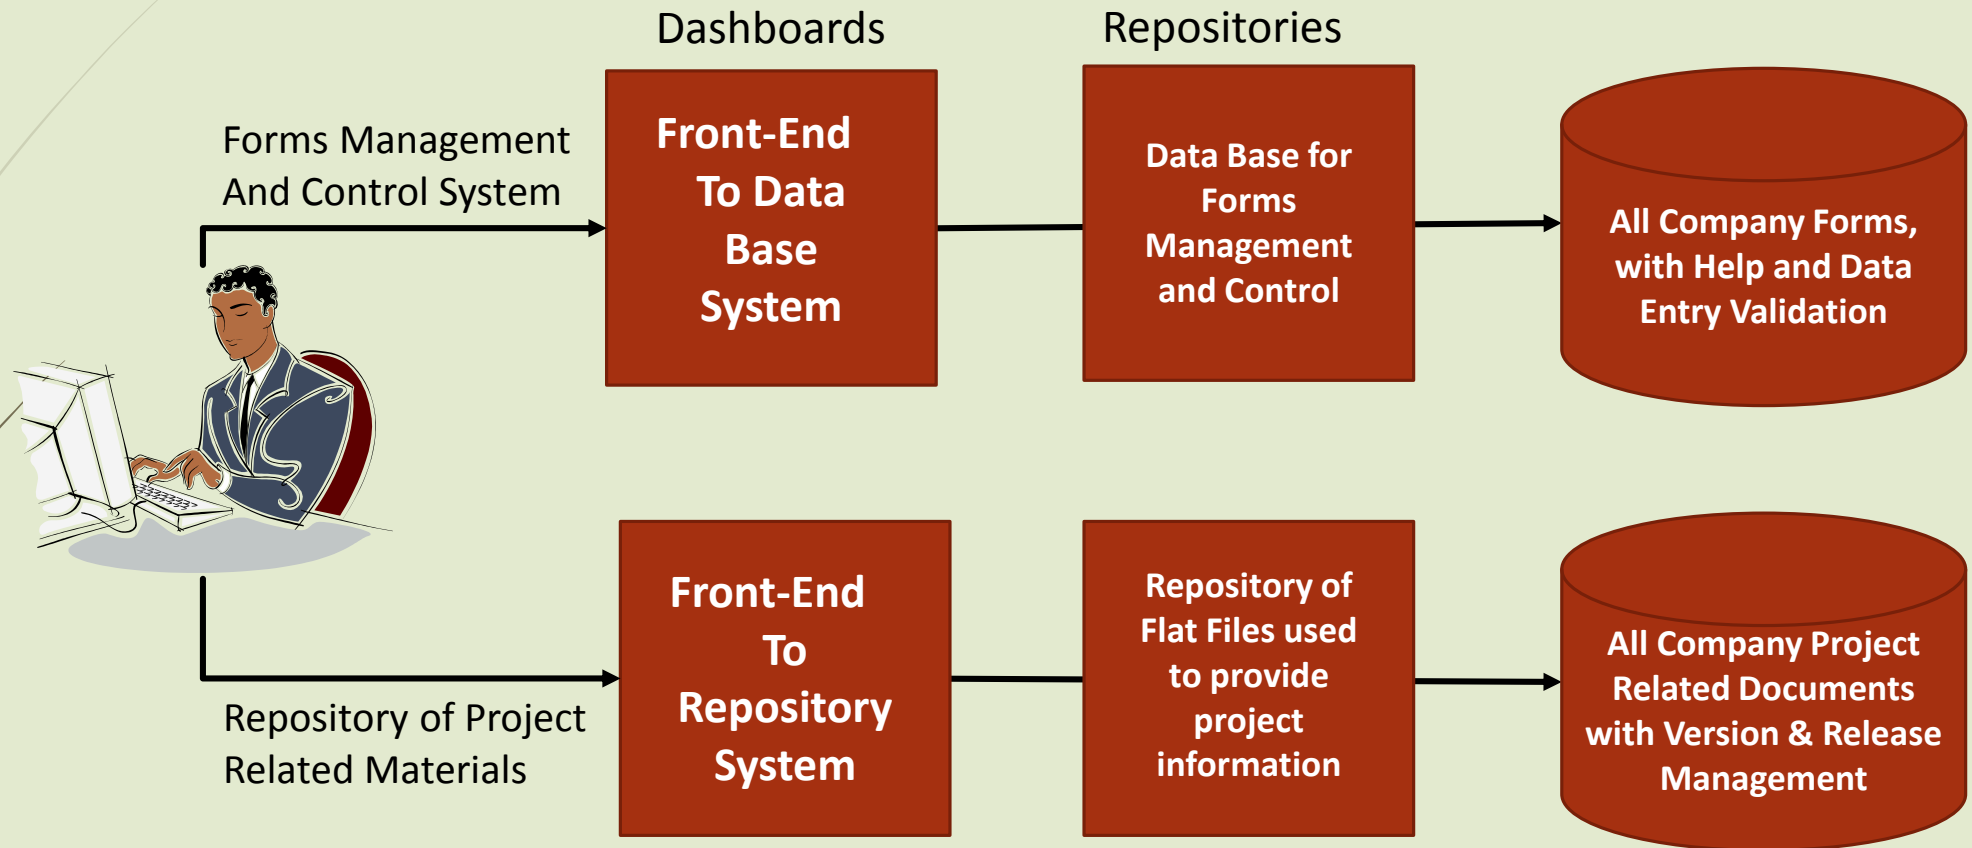 Dashboards
Repositories
Forms Management
And Control System
Front-End
To Data
Base
System
Data Base for
Forms
Management
and Control
All Company Forms,
with Help and Data
Entry Validation
Repository of Project
Related Materials
Front-End
To
Repository
System
Repository of
Flat Files used
to provide
project
information
All Company Project
Related Documents
with Version & Release
Management